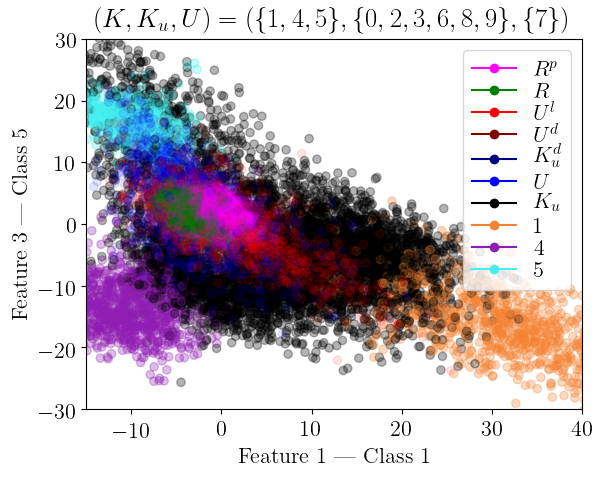 (K, K_u, U) = ({1, 4, 5}, {0, 2, 3, 6, 8, 9}, {7})
30
20
10
0
−10
−20
−30
Feature 3 — Class 5
R^p
R
U^l
U^d
K_u^d
U
K_u
1
4
5
−10
0
10
20
30
40
Feature 1 — Class 1